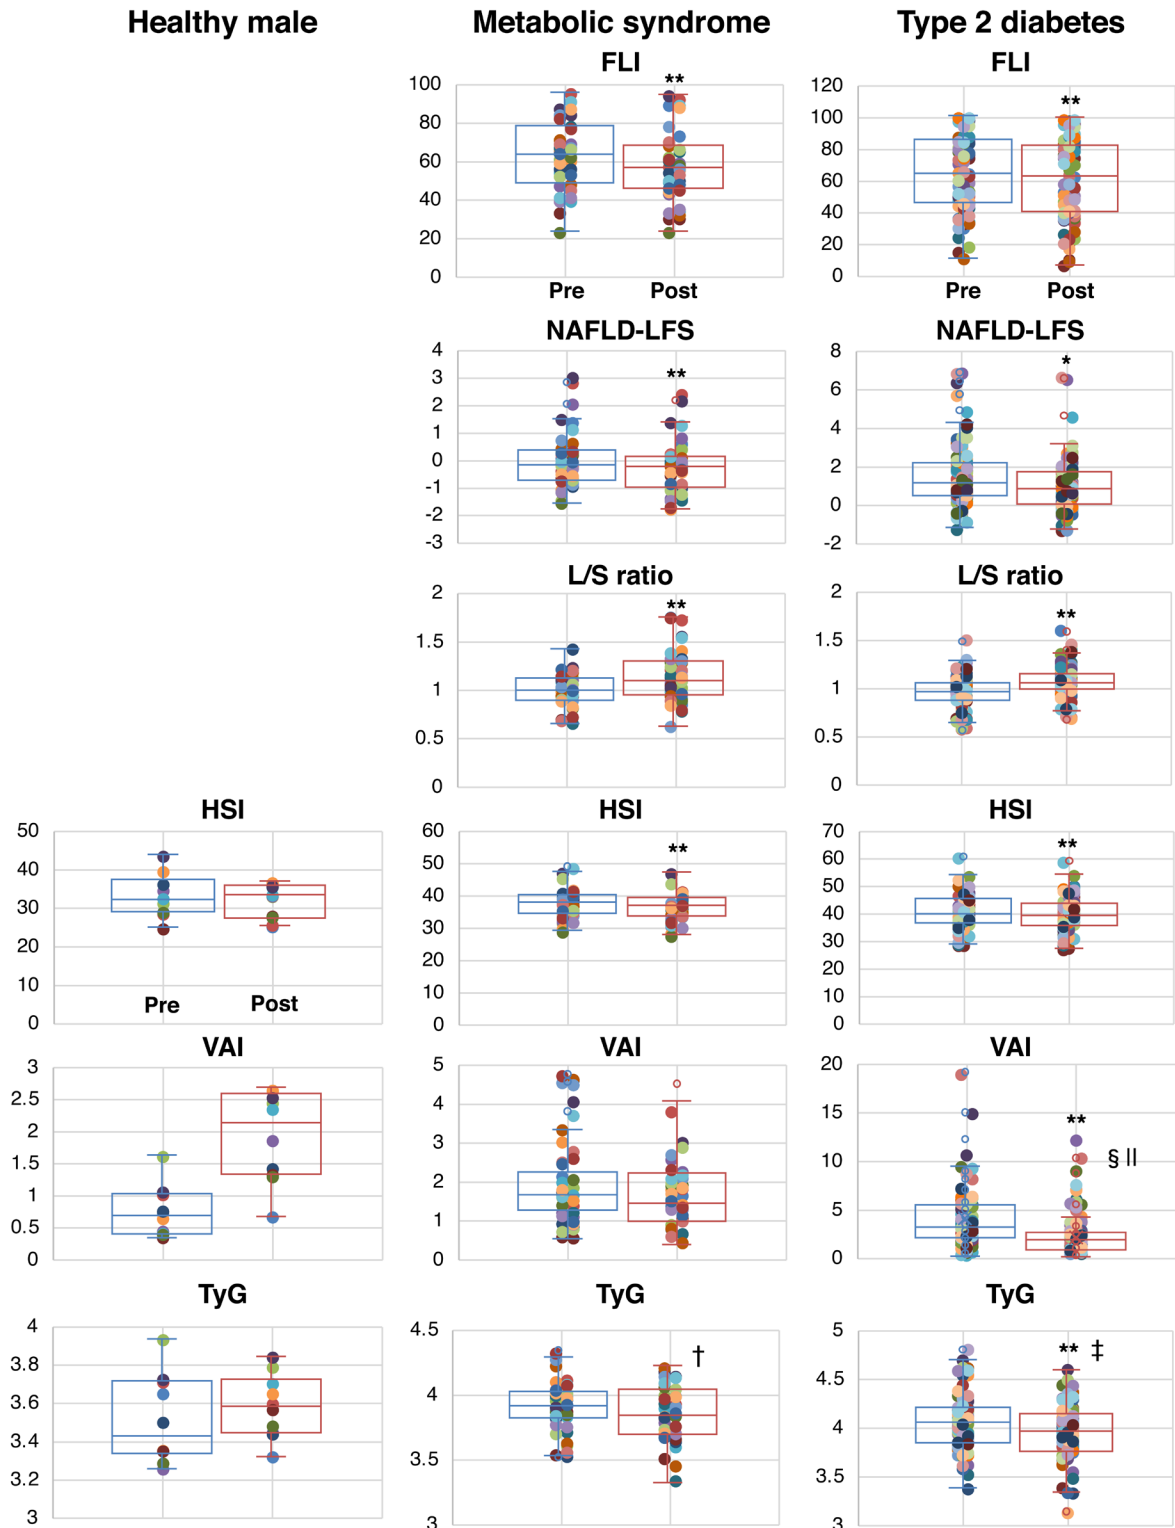 Healthy male Metabolic syndrome Type 2 diabetes
FLI FLI
100 ** 120 **
80 100
60 80
40 60
20 40
0 20
0
Pre Post Pre Post
NAFLD-LFS NAFLD-LFS
4 ** 8 *
3 6
2 4
1 2
0 0
-1 -2
-2
-3
L/S ratio L/S ratio
2 ** 2 **
1.5 1.5
1 1
0.5 0.5
0 0
HSI HSI HSI
50 60 ** 70 **
40 50 60
30 40 50
20 30 40
10 20 30
0 10 20
0 10
0
Pre Post
VAI VAI VAI
3 5 20 **
2.5 4 15 § ||
2 3 10
1.5 2 5
1 1 0
0.5 0
0
TyG TyG TyG
4 4.5 † 5 ** ‡
3.8 4 4.5
3.6 3.5 4
3.4 3 3.5
3.2 3
3